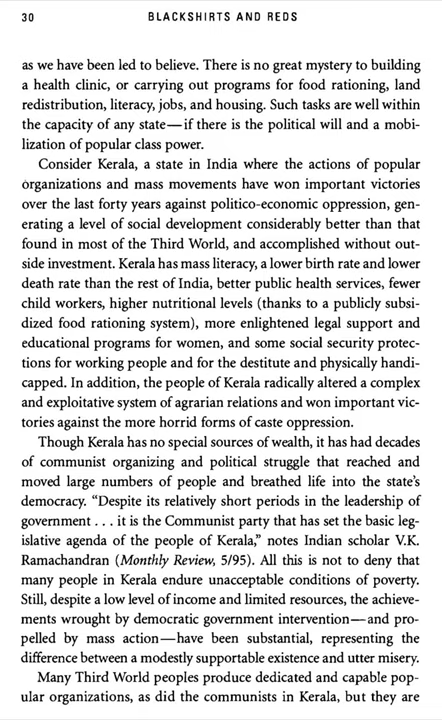 30 BLACKSHIRTS AND REDS
as we have been led to believe. There is no great mystery to building
a health clinic, or carrying out programs for food rationing, land
redistribution, literacy, jobs, and housing. Such tasks are well within
the capacity of any state—if there is the political will and a mobi-
lization of popular class power.
Consider Kerala, a state in India where the actions of popular
organizations and mass movements have won important victories
over the last forty years against politico-economic oppression, gen-
erating a level of social development considerably better than that
found in most of the Third World, and accomplished without out-
side investment. Kerala has mass literacy, a lower birth rate and lower
death rate than the rest of India, better public health services, fewer
child workers, higher nutritional levels (thanks to a publicly subsi-
dized food rationing system), more enlightened legal support and
educational programs for women, and some social security protec-
tions for working people and for the destitute and physically handi-
capped. In addition, the people of Kerala radically altered a complex
and exploitative system of agrarian relations and won important vic-
tories against the more horrid forms of caste oppression.
Though Kerala has no special sources of wealth, it has had decades
of communist organizing and political struggle that reached and
moved large numbers of people and breathed life into the state's
democracy. “Despite its relatively short periods in the leadership of
government . . . it is the Communist party that has set the basic leg-
islative agenda of the people of Kerala,” notes Indian scholar V.K.
Ramachandran (Monthly Review, 5/95). All this is not to deny that
many people in Kerala endure unacceptable conditions of poverty.
Still, despite a low level of income and limited resources, the achieve-
ments wrought by democratic government intervention—and pro-
pelled by mass action—have been substantial, representing the
difference between a modestly supportable existence and utter misery.
Many Third World peoples produce dedicated and capable pop-
ular organizations, as did the communists in Kerala, but they are